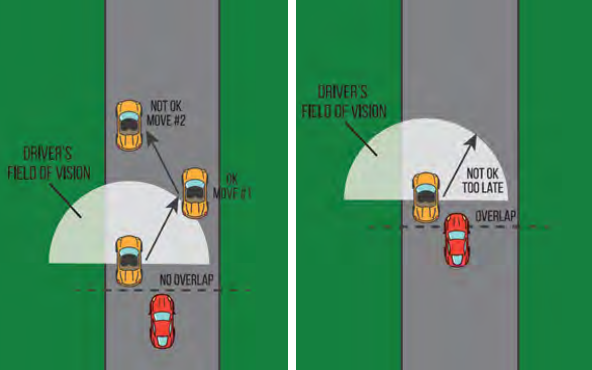 NOT OK
MOVE #2
DRIVER'S
FIELD OF VISION
OK
MOVE #1
NO OVERLAP
DRIVER'S
FIELD OF VISION
NOT OK
TOO LATE
OVERLAP